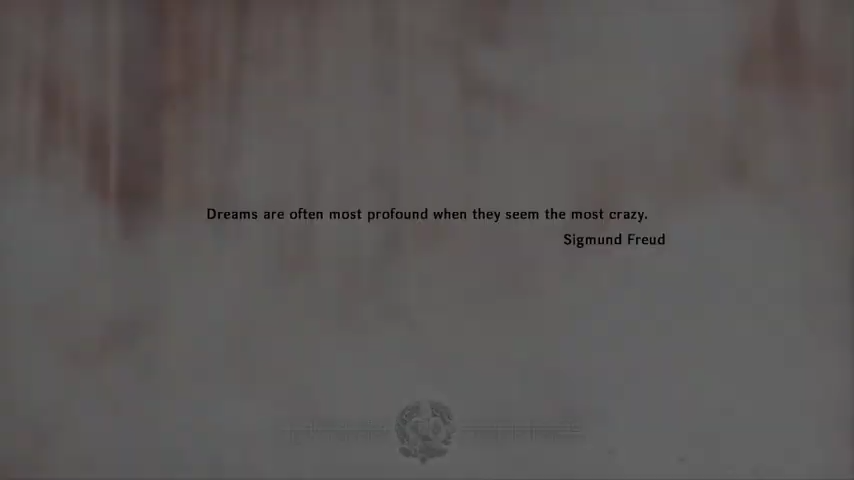 Dreams are often most profound when they seem the most crazy.
Sigmund Freud